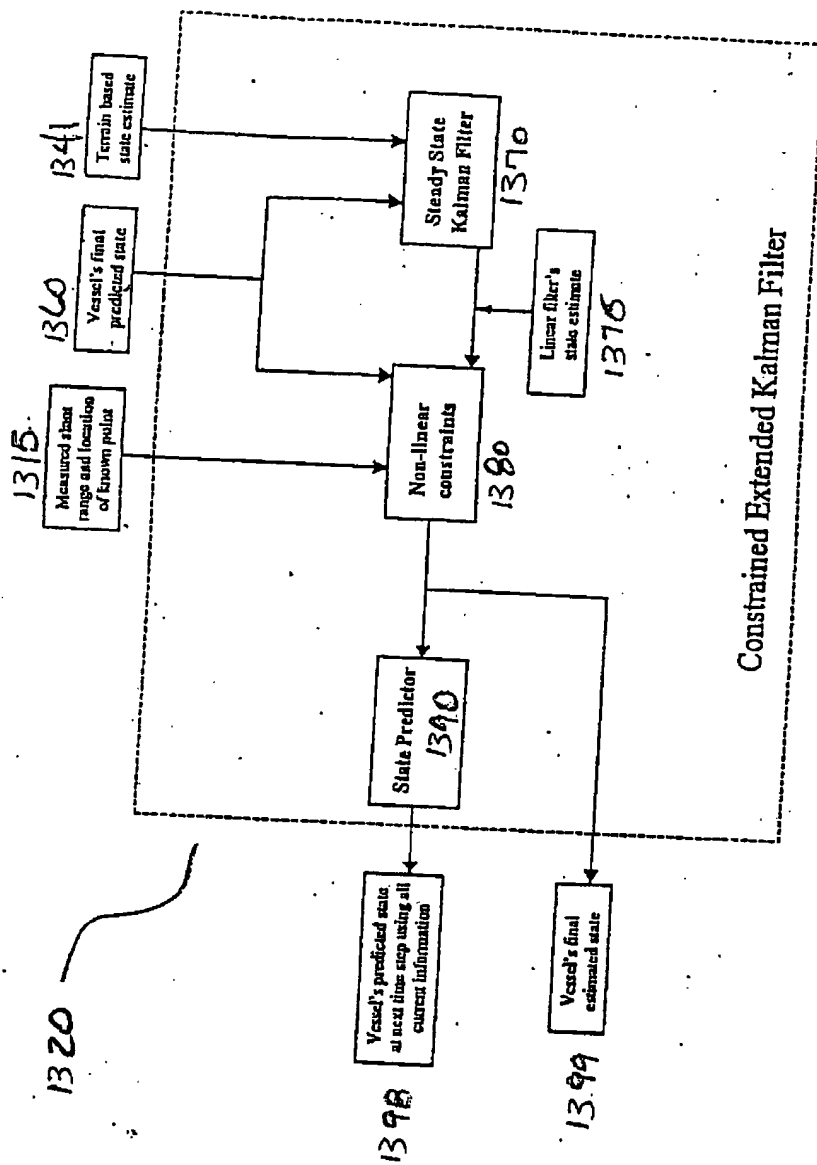 1320
1341
Terrain based
state estimate
1360
Vessel's final
predicted state
1315
Measured slant
range and location
of known point
Steady State
Kalman Filter
1370
Linear filter's
state estimate
1375
Non-linear
constraints
1380
State Predictor
1390
Vessel's predicted state
at next time step using all
current information
1398
Vessel's final
estimated state
1399
Constrained Extended Kalman Filter